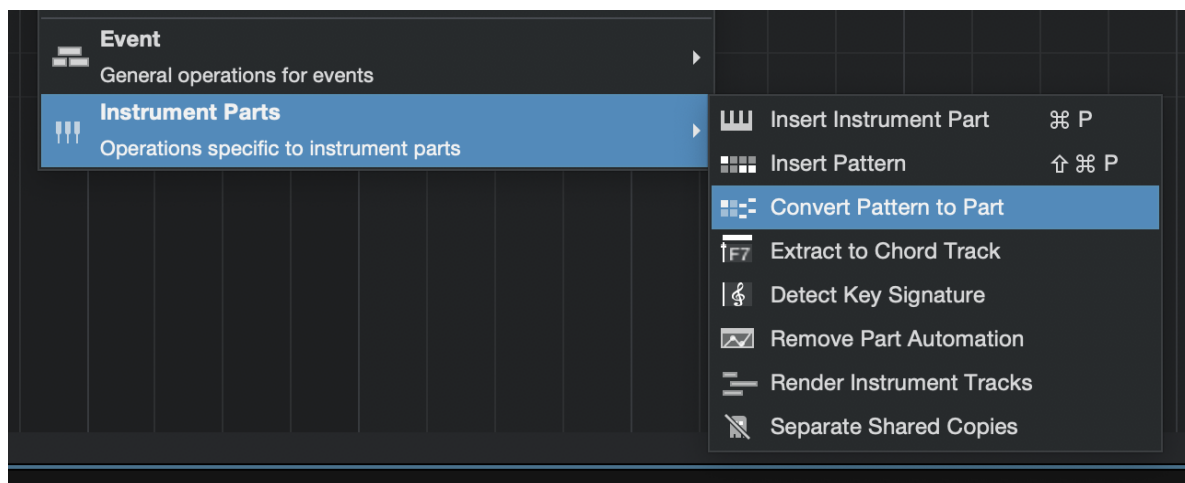 Event
General operations for events
Instrument Parts
Operations specific to instrument parts
Insert Instrument Part ⌘ P
Insert Pattern ⇧ ⌘ P
Convert Pattern to Part
F7 Extract to Chord Track
Detect Key Signature
Remove Part Automation
Render Instrument Tracks
Separate Shared Copies